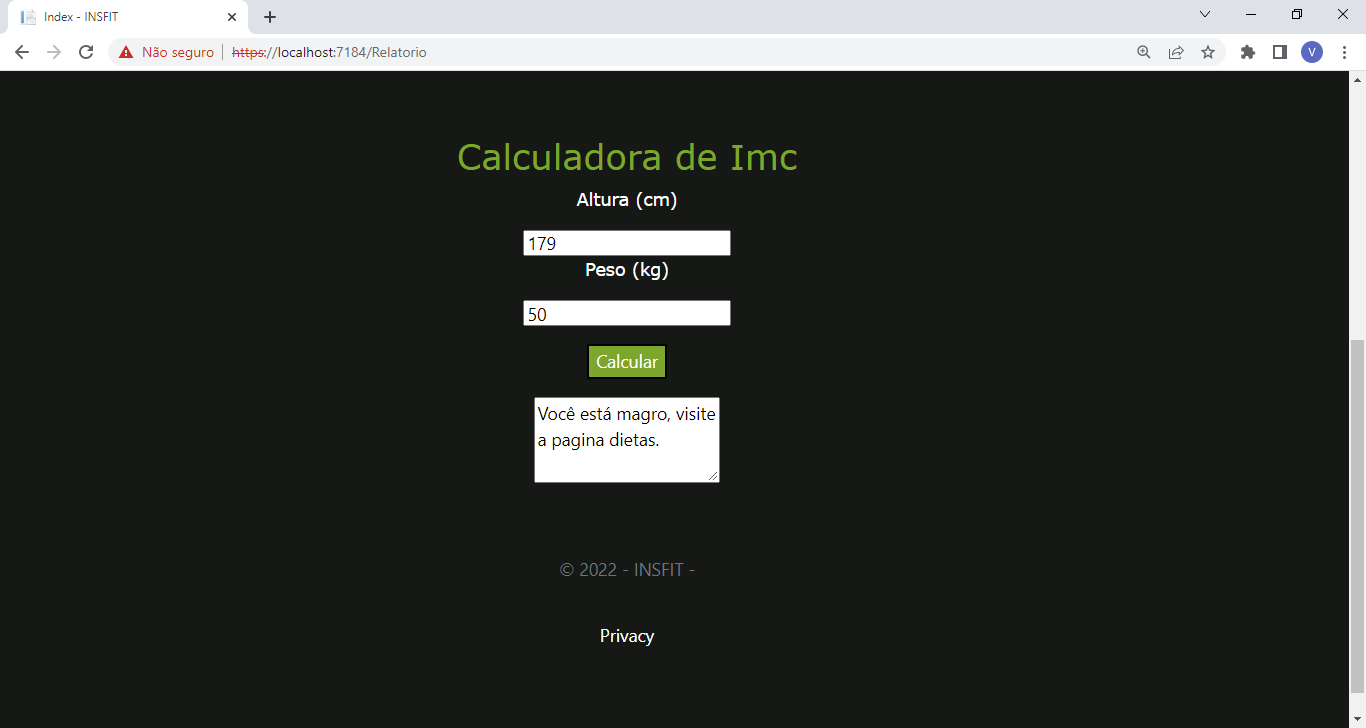 Index - INSFIT
Não seguro
https://localhost:7184/Relatorio
V
Calculadora de Imc
Altura (cm)
179
Peso (kg)
50
Calcular
Você está magro, visite
a pagina dietas.
© 2022 - INSFIT -
Privacy